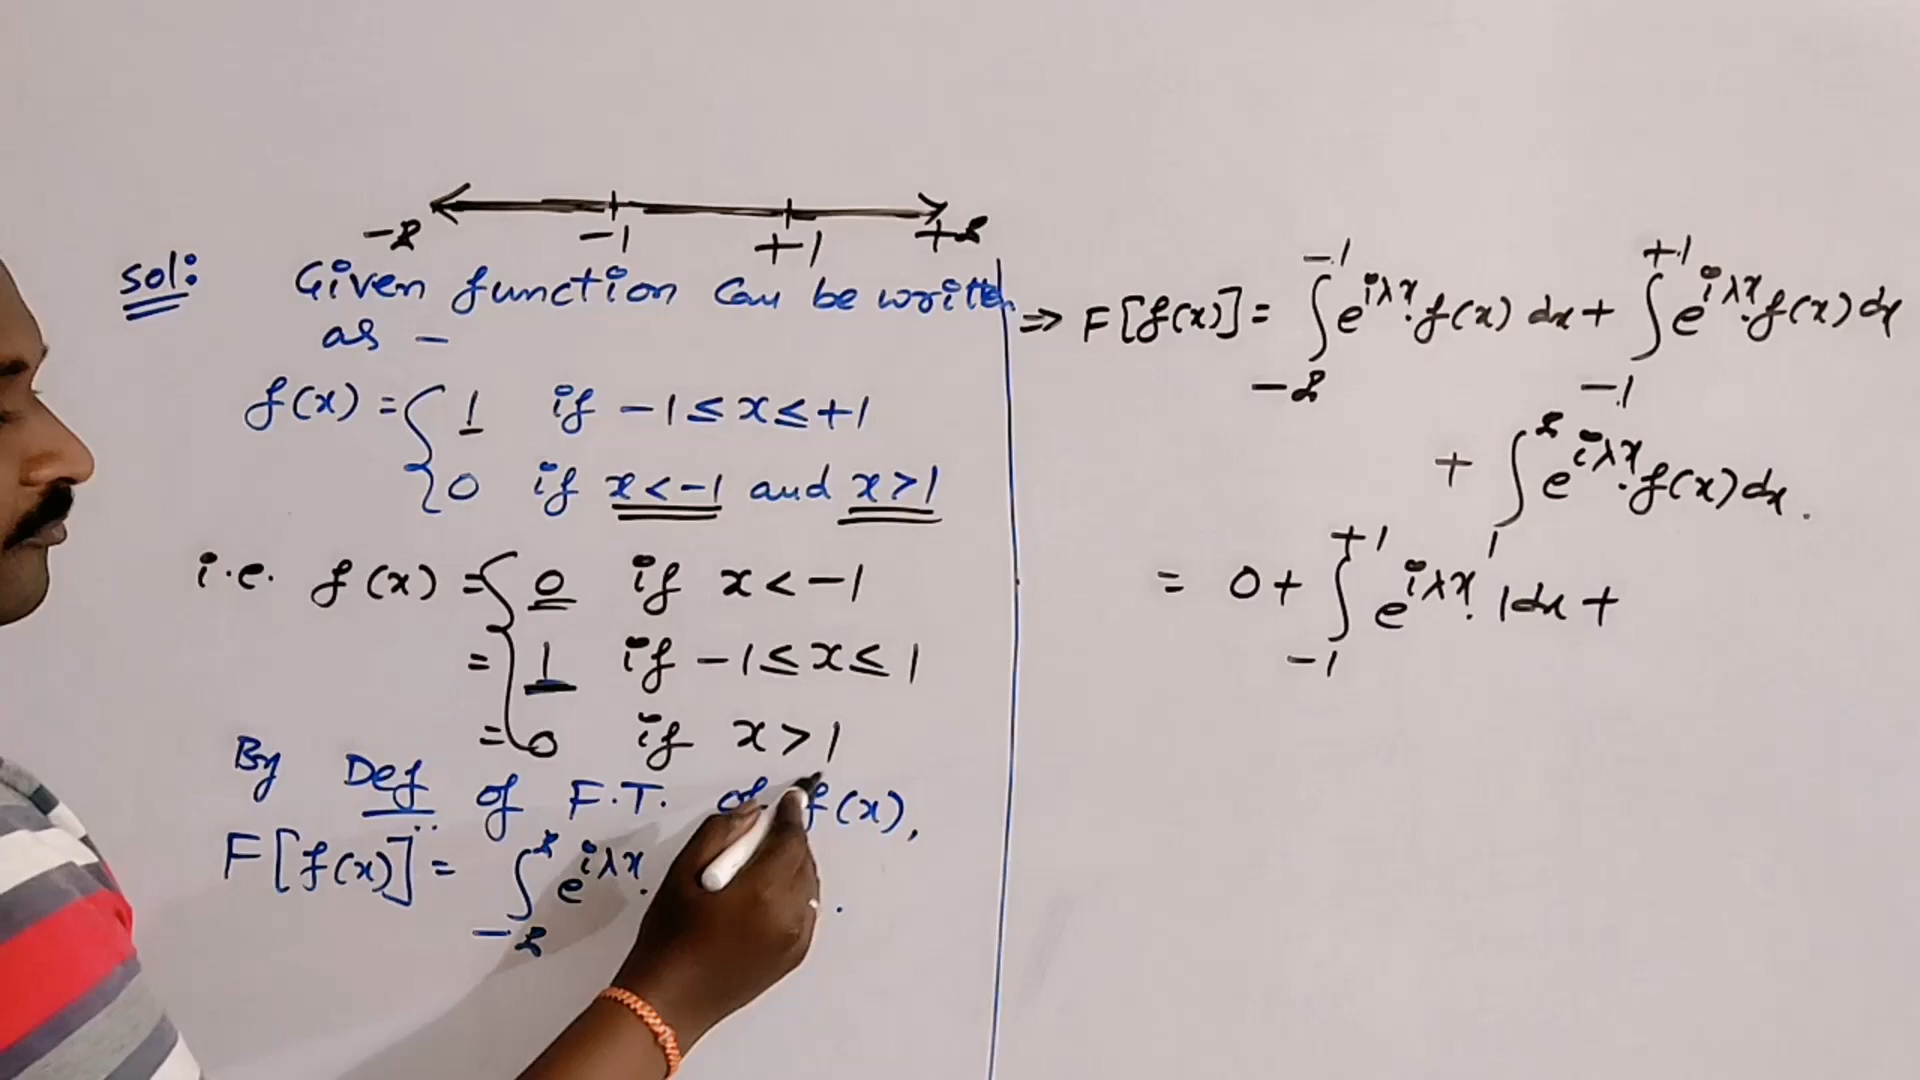 -∞ -1 +1 +∞
Sol: Given function can be written
as -
f(x) = { 1 if -1 ≤ x ≤ +1
0 if x < -1 and x > 1
i.e. f(x) = { 0 if x < -1
= 1 if -1 ≤ x ≤ 1
= 0 if x > 1
By Def of F.T. of f(x),
F[f(x)] = ∫_{-∞}^{∞} e^{iλx}. .
⇒ F[f(x)] = ∫_{-∞}^{-1} e^{iλx}.f(x) dx + ∫_{-1}^{+1} e^{iλx}.f(x) dx
+ ∫_{1}^{∞} e^{iλx}.f(x) dx.
= 0 + ∫_{-1}^{+1} e^{iλx}. 1 dx +